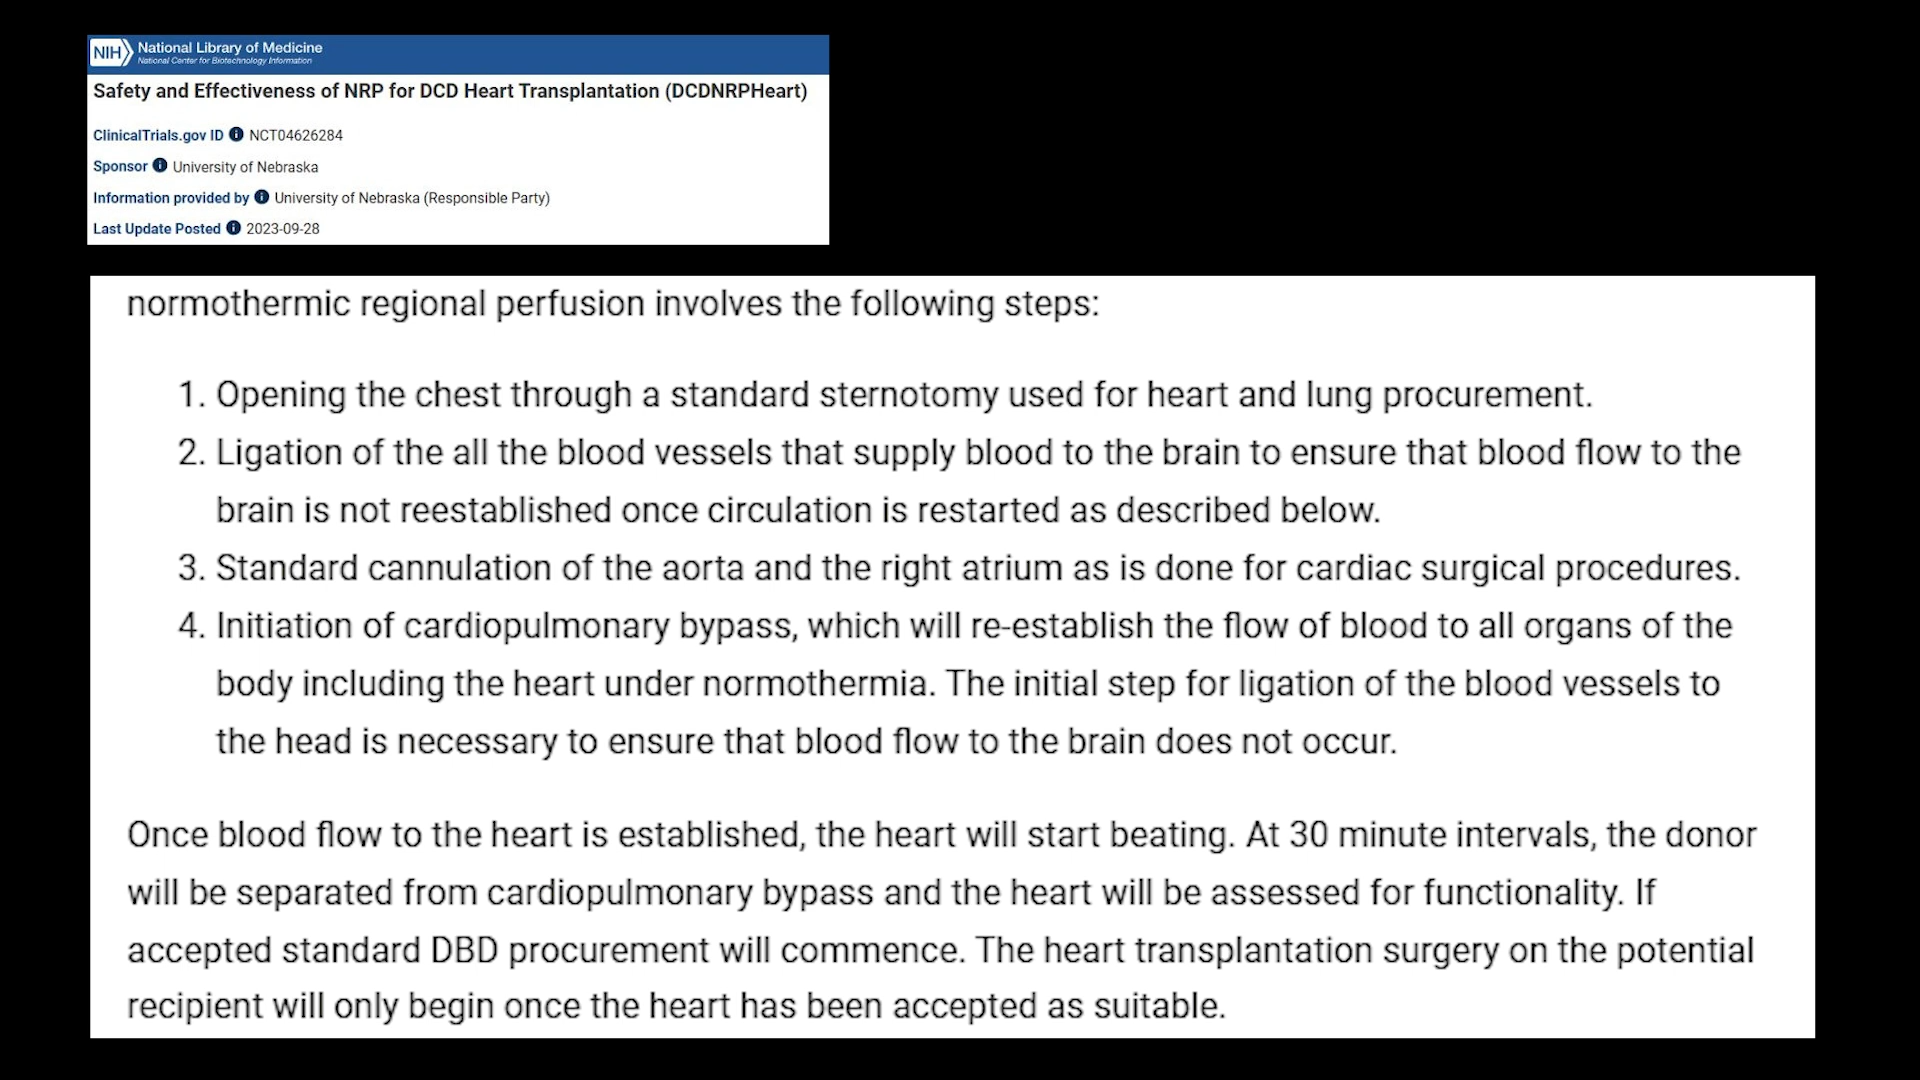 NIH National Library of Medicine
National Center for Biotechnology Information
Safety and Effectiveness of NRP for DCD Heart Transplantation (DCDNRPHeart)
ClinicalTrials.gov ID i NCT04626284
Sponsor i University of Nebraska
Information provided by i University of Nebraska (Responsible Party)
Last Update Posted i 2023-09-28
normothermic regional perfusion involves the following steps:
1. Opening the chest through a standard sternotomy used for heart and lung procurement.
2. Ligation of the all the blood vessels that supply blood to the brain to ensure that blood flow to the
brain is not reestablished once circulation is restarted as described below.
3. Standard cannulation of the aorta and the right atrium as is done for cardiac surgical procedures.
4. Initiation of cardiopulmonary bypass, which will re-establish the flow of blood to all organs of the
body including the heart under normothermia. The initial step for ligation of the blood vessels to
the head is necessary to ensure that blood flow to the brain does not occur.
Once blood flow to the heart is established, the heart will start beating. At 30 minute intervals, the donor
will be separated from cardiopulmonary bypass and the heart will be assessed for functionality. If
accepted standard DBD procurement will commence. The heart transplantation surgery on the potential
recipient will only begin once the heart has been accepted as suitable.